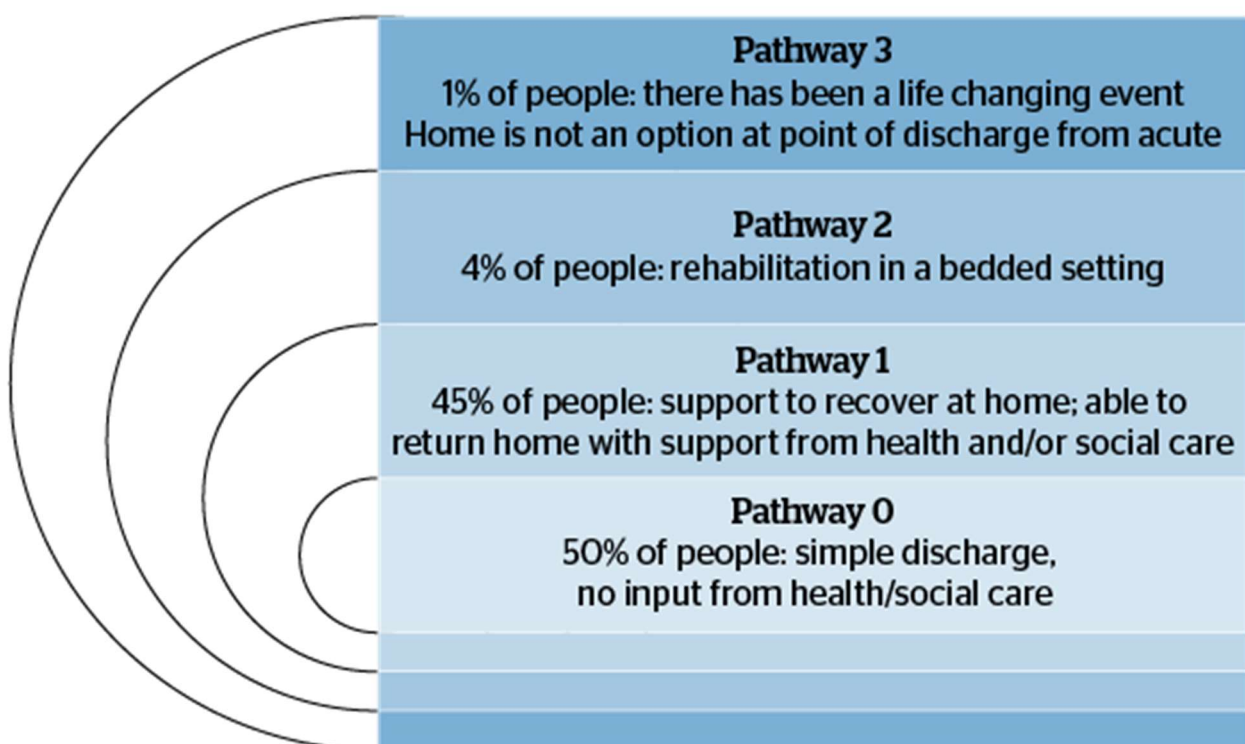 Pathway 3
1% of people: there has been a life changing event
Home is not an option at point of discharge from acute
Pathway 2
4% of people: rehabilitation in a bedded setting
Pathway 1
45% of people: support to recover at home; able to
return home with support from health and/or social care
Pathway 0
50% of people: simple discharge,
no input from health/social care